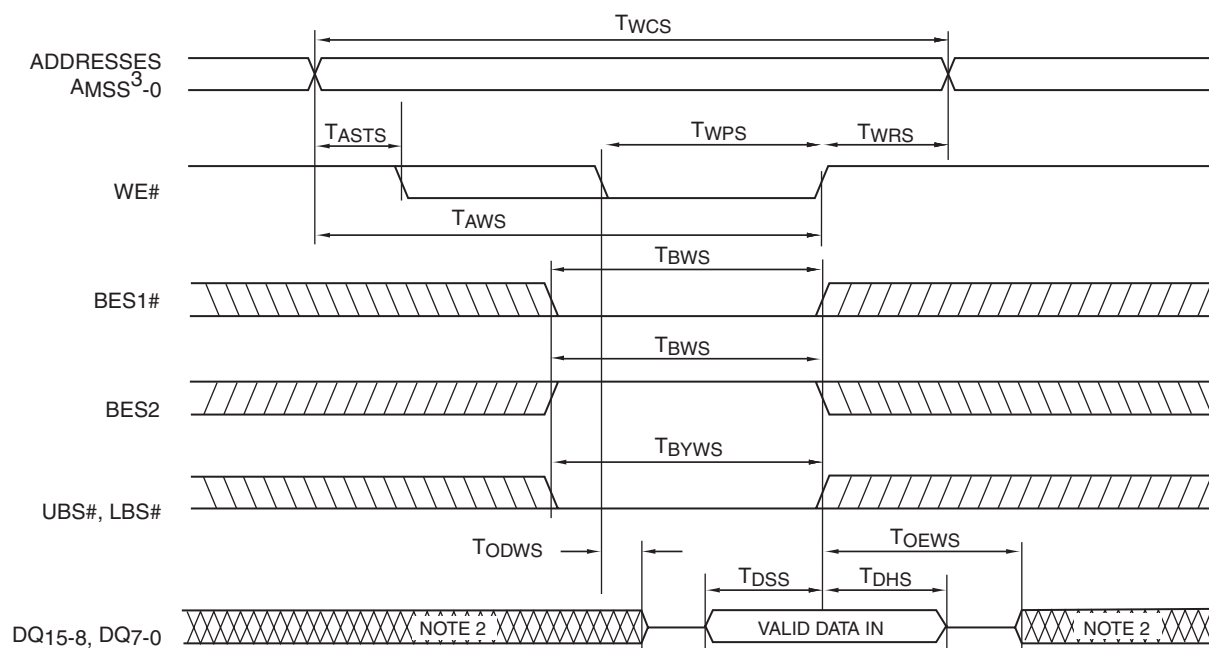 TWCS
ADDRESSES
AMSS3-0
TASTS
TWPS
TWRS
WE#
TAWS
TBWS
BES1#
TBWS
BES2
TBYWS
UBS#, LBS#
TODWS
TOEWS
TDSS
TDHS
DQ15-8, DQ7-0
NOTE 2
VALID DATA IN
NOTE 2